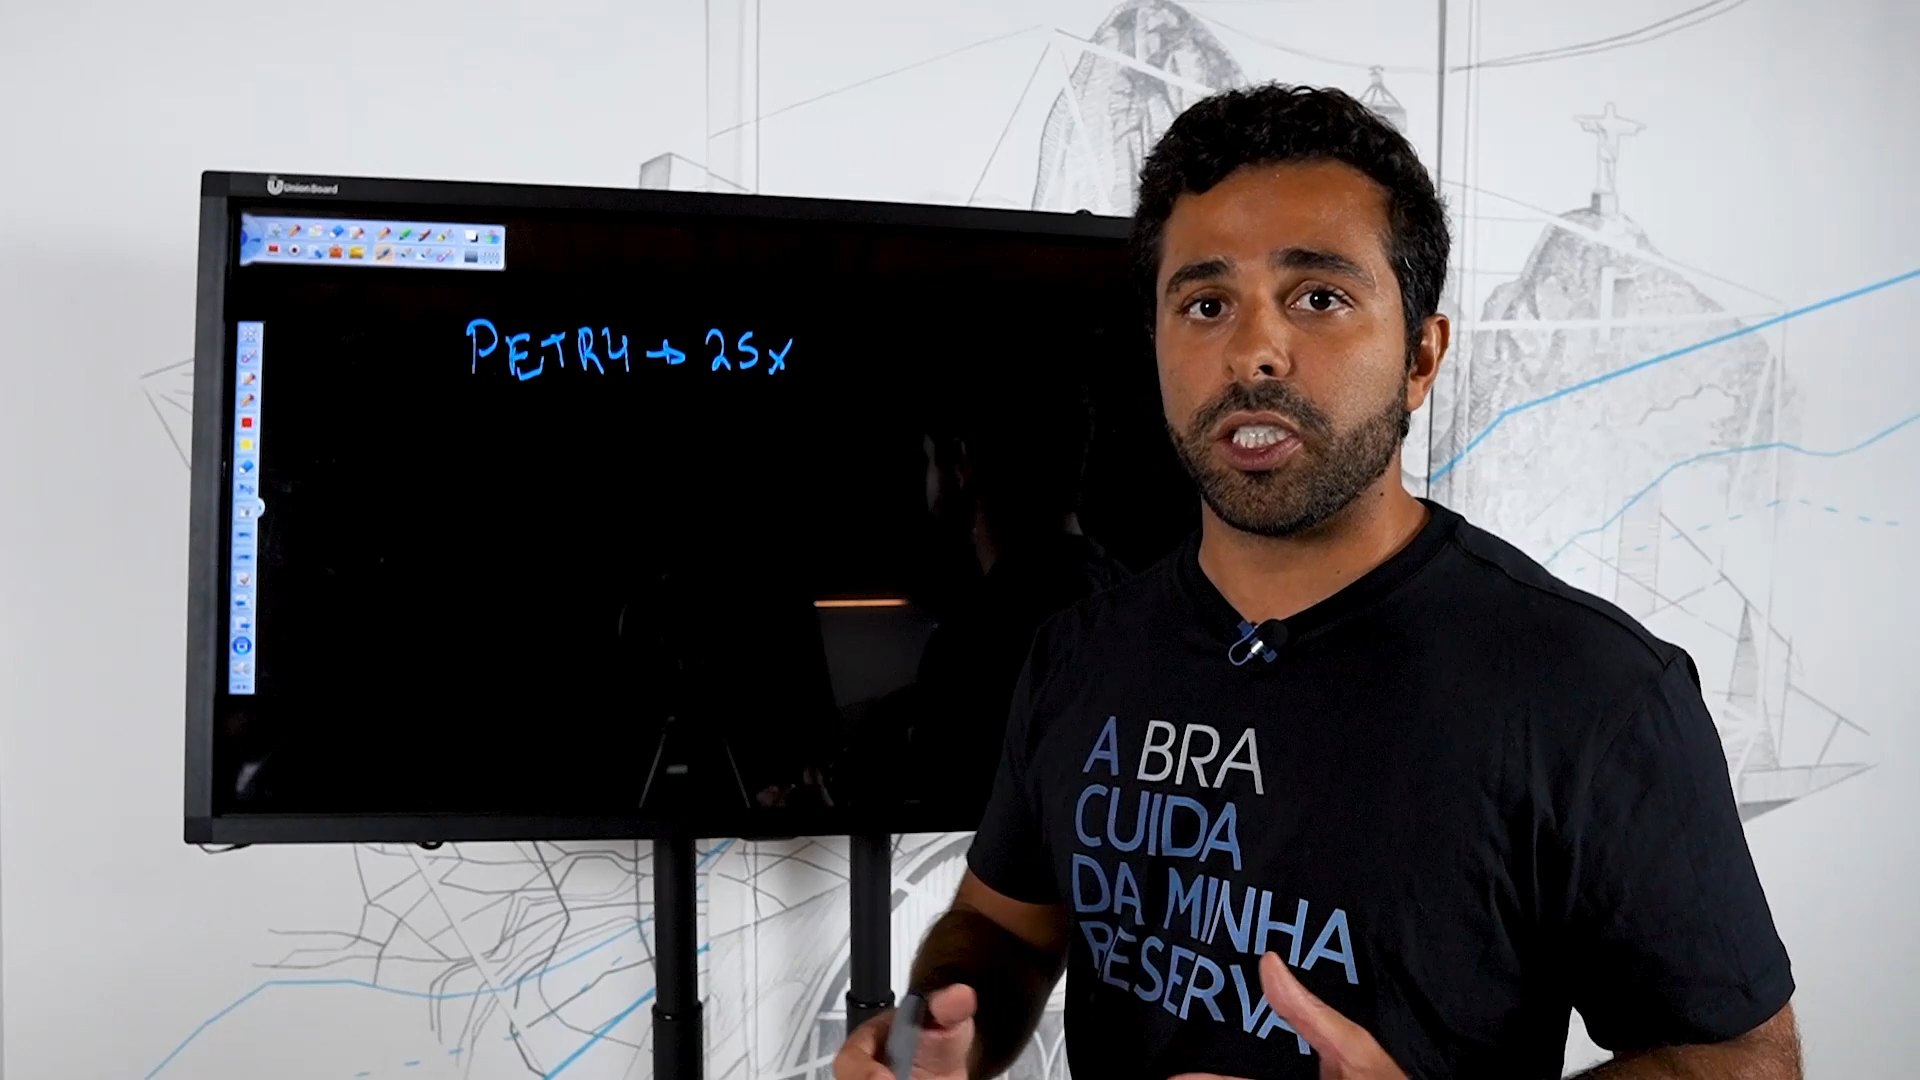 UnionBoard
PETR4 → 25x
A BRA
CUIDA
DA MINHA
RESERVA